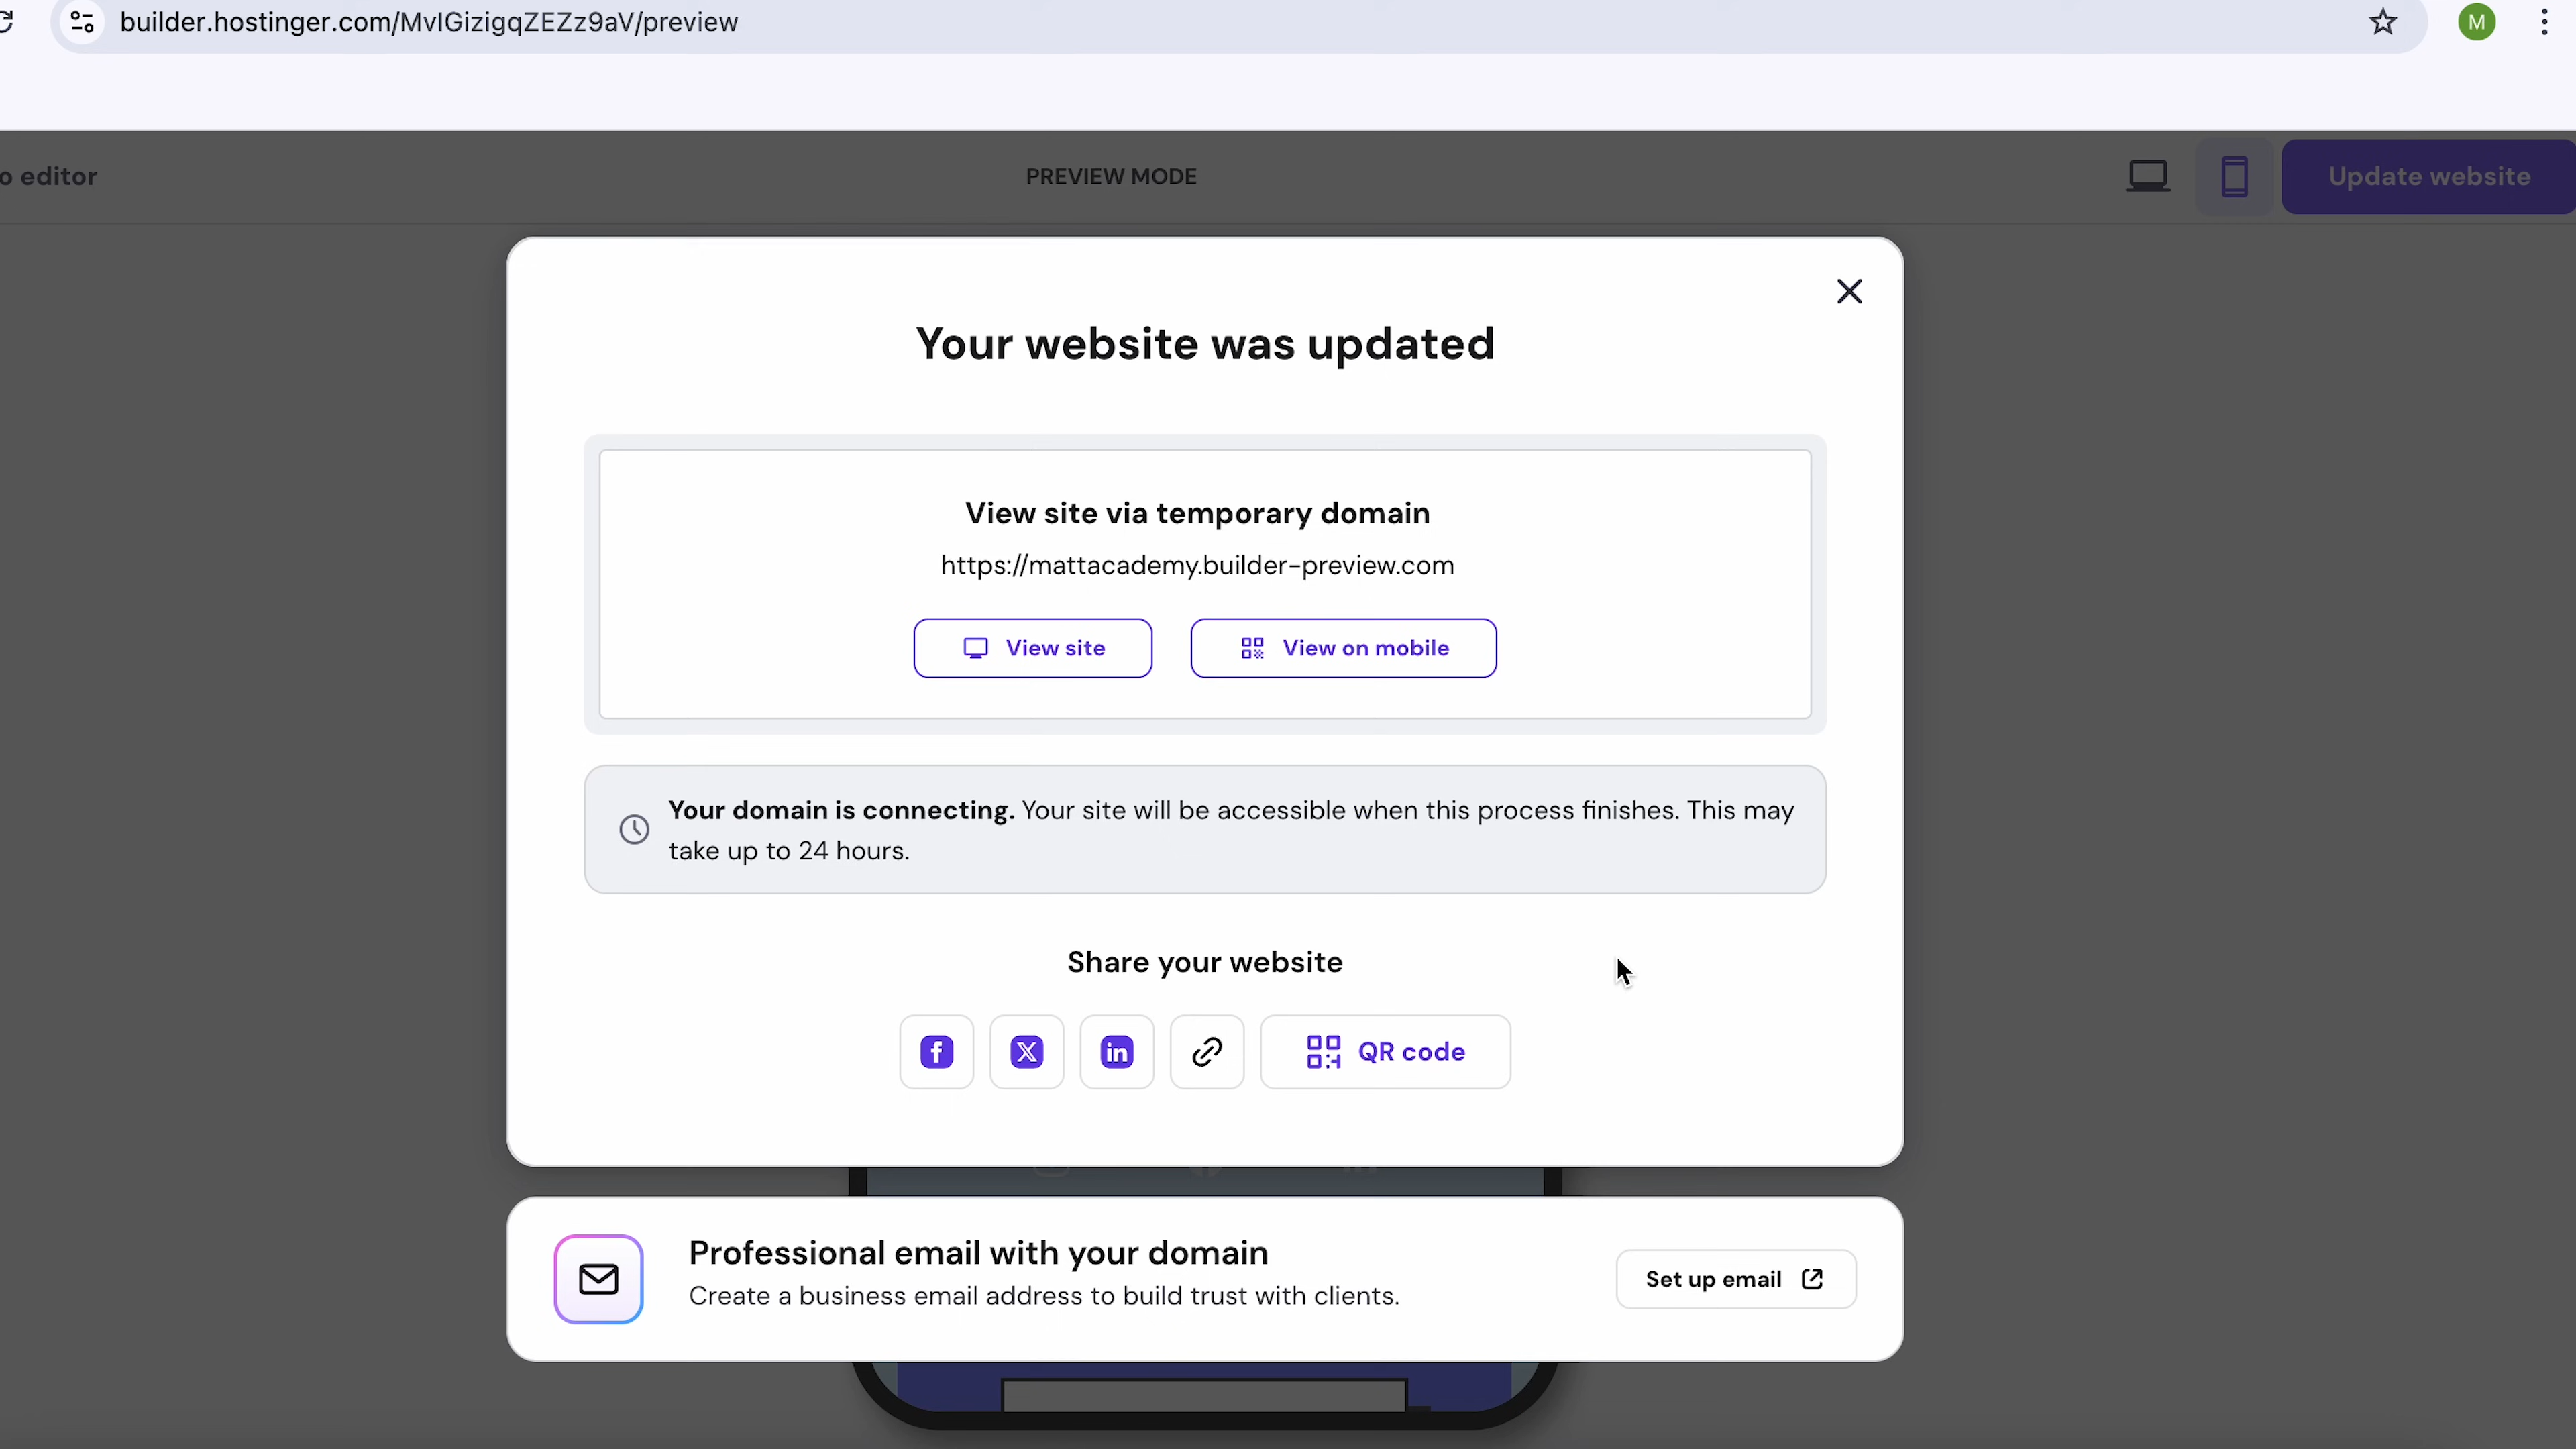 builder.hostinger.com/MvIGizigqZEZz9aV/preview
M
o editor
PREVIEW MODE
Update website
Your website was updated
View site via temporary domain
https://mattacademy.builder-preview.com
View site
View on mobile
Your domain is connecting. Your site will be accessible when this process finishes. This may
take up to 24 hours.
Share your website
QR code
Professional email with your domain
Create a business email address to build trust with clients.
Set up email